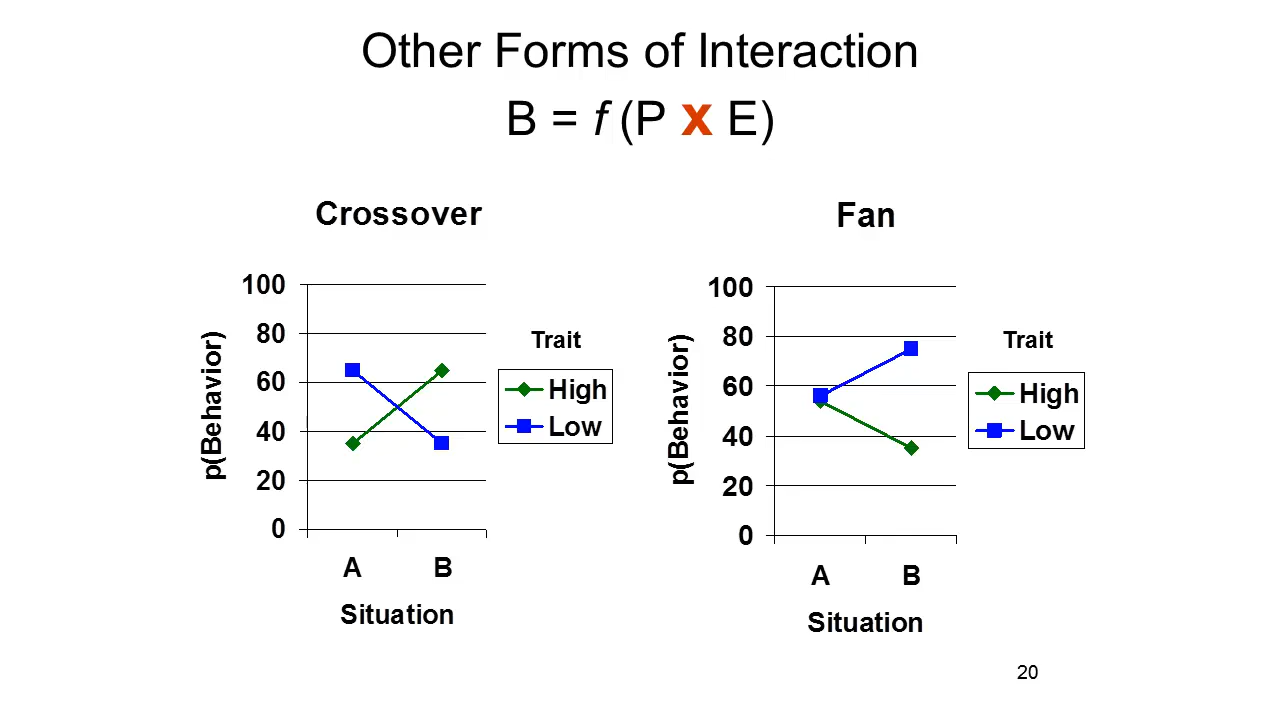 Other Forms of Interaction
B = f (P x E)
Crossover
100
80
60
40
20
0
p(Behavior)
A B
Situation
Trait
High
Low
Fan
100
80
60
40
20
0
p(Behavior)
A B
Situation
Trait
High
Low
20